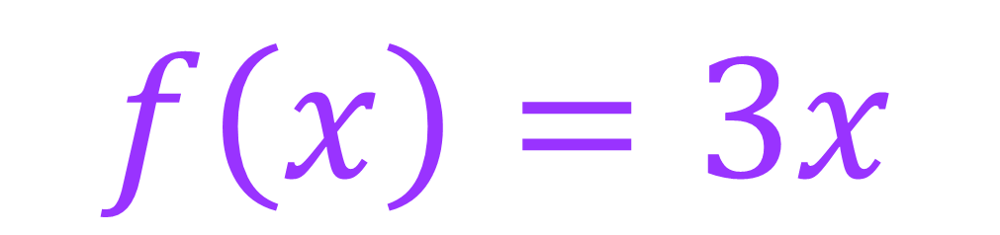 f(x) = 3x